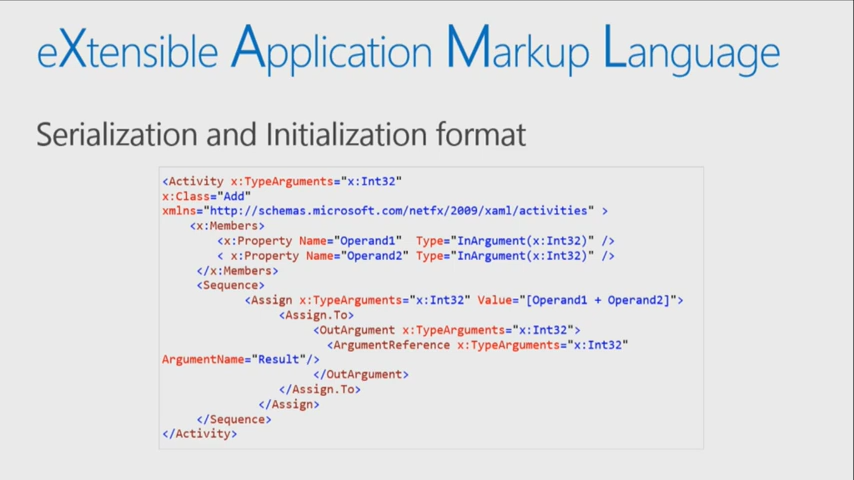 eXtensible Application Markup Language
Serialization and Initialization format
<Activity x:TypeArguments="x:Int32"
x:Class="Add"
xmlns="http://schemas.microsoft.com/netfx/2009/xaml/activities" >
<x:Members>
<x:Property Name="Operand1" Type="InArgument(x:Int32)" />
< x:Property Name="Operand2" Type="InArgument(x:Int32)" />
</x:Members>
<Sequence>
<Assign x:TypeArguments="x:Int32" Value="[Operand1 + Operand2]">
<Assign.To>
<OutArgument x:TypeArguments="x:Int32">
<ArgumentReference x:TypeArguments="x:Int32"
ArgumentName="Result"/>
</OutArgument>
</Assign.To>
</Assign>
</Sequence>
</Activity>